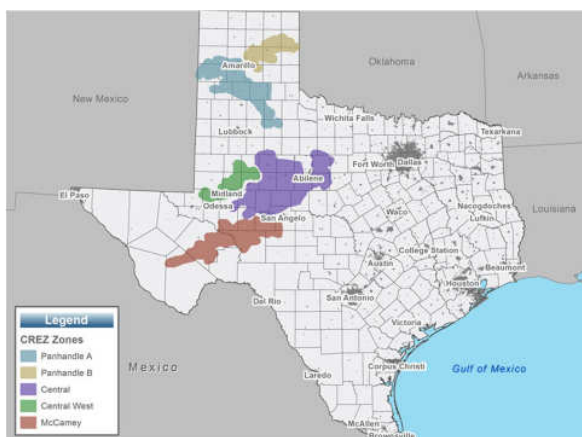 Oklahoma
Amarillo
Arkansas
New Mexico
Wichita Falls
Lubbock
Texarkana
Fort Worth
Dallas
Abilene
Midland
El Paso
Odessa
Louisiana
Nacogdoches
Waco
Lufkin
San Angelo
College Station
Austin
Beaumont
Houston
Del Rio
San Antonio
Victoria
Legend
CREZ Zones
Panhandle A
Panhandle B
Central
Central West
McCamey
Mexico
Corpus Christi
Gulf of Mexico
Laredo
McAllen
Brownsville